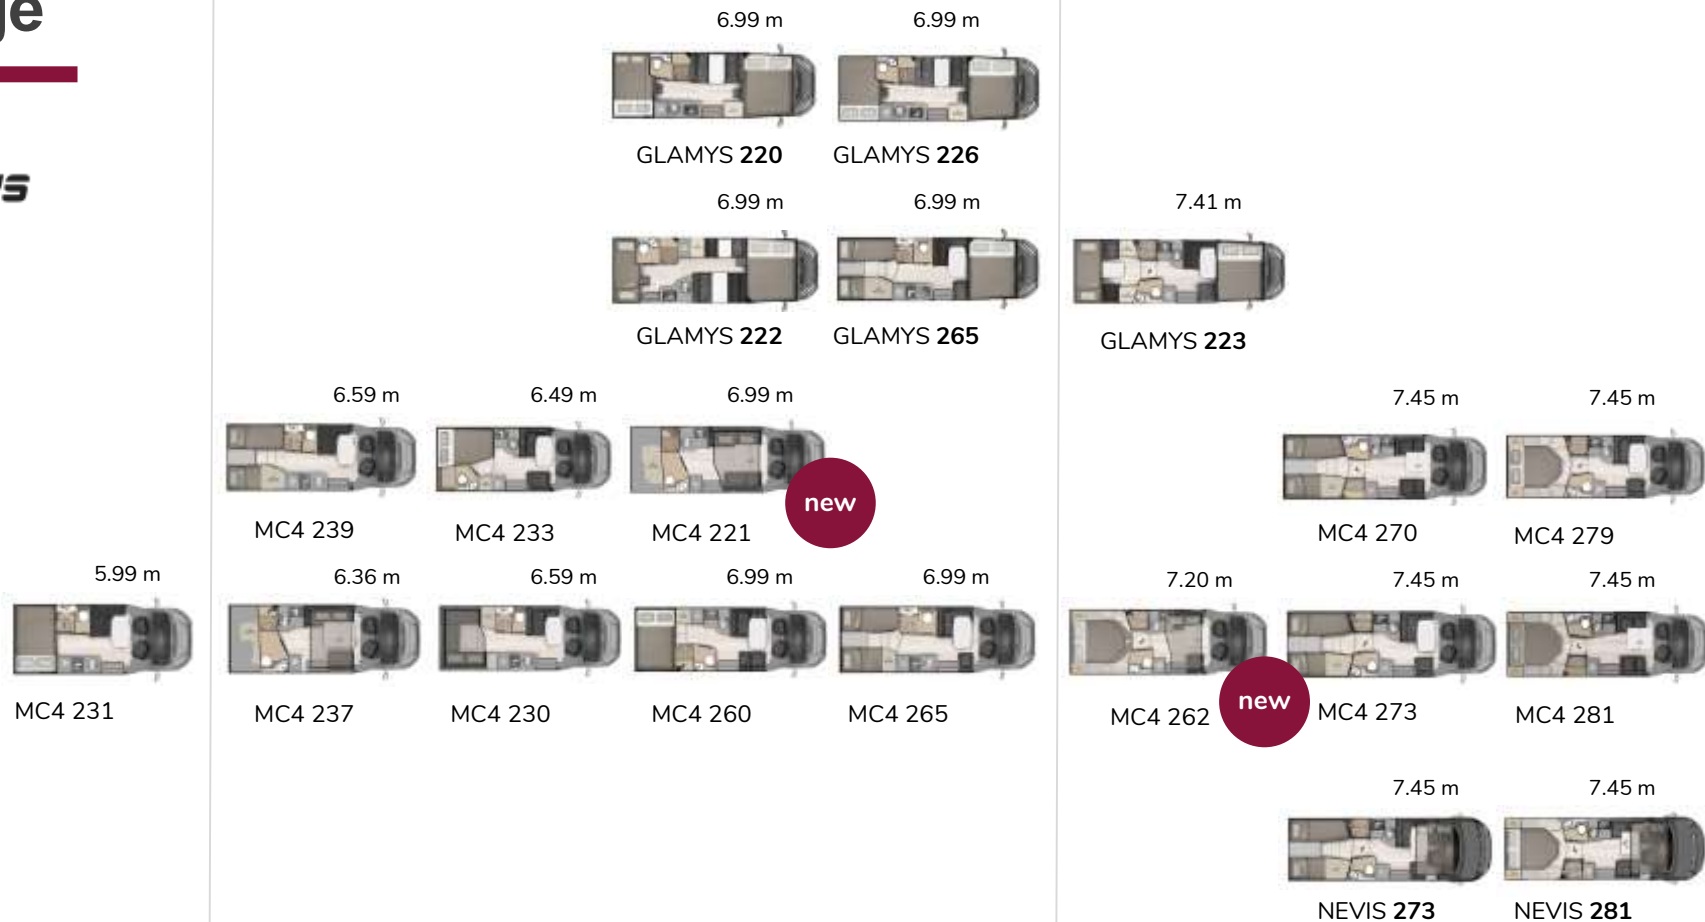 6.99 m 6.99 m
GLAMYS 220 GLAMYS 226
6.99 m 6.99 m 7.41 m
GLAMYS 222 GLAMYS 265 GLAMYS 223
6.59 m 6.49 m 6.99 m 7.45 m 7.45 m
new
MC4 239 MC4 233 MC4 221 MC4 270 MC4 279
5.99 m 6.36 m 6.59 m 6.99 m 6.99 m 7.20 m 7.45 m 7.45 m
new
MC4 231 MC4 237 MC4 230 MC4 260 MC4 265 MC4 262 MC4 273 MC4 281
7.45 m 7.45 m
NEVIS 273 NEVIS 281